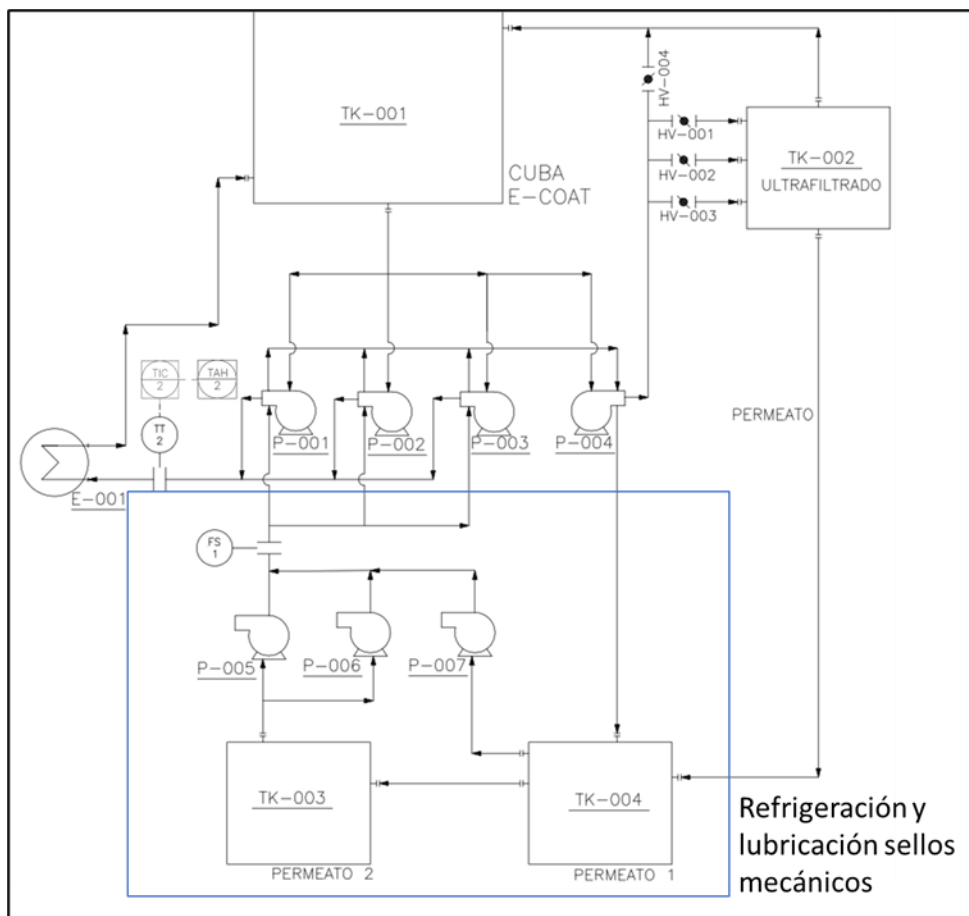 TK-001
CUBA
E-COAT
HV-004
HV-001
HV-002
HV-003
TK-002
ULTRAFILTRADO
TIC
2
TAH
2
TT
2
E-001
P-001
P-002
P-003
P-004
PERMEATO
FS
1
P-005
P-006
P-007
TK-003
PERMEATO 2
TK-004
PERMEATO 1
Refrigeración y
lubricación sellos
mecánicos